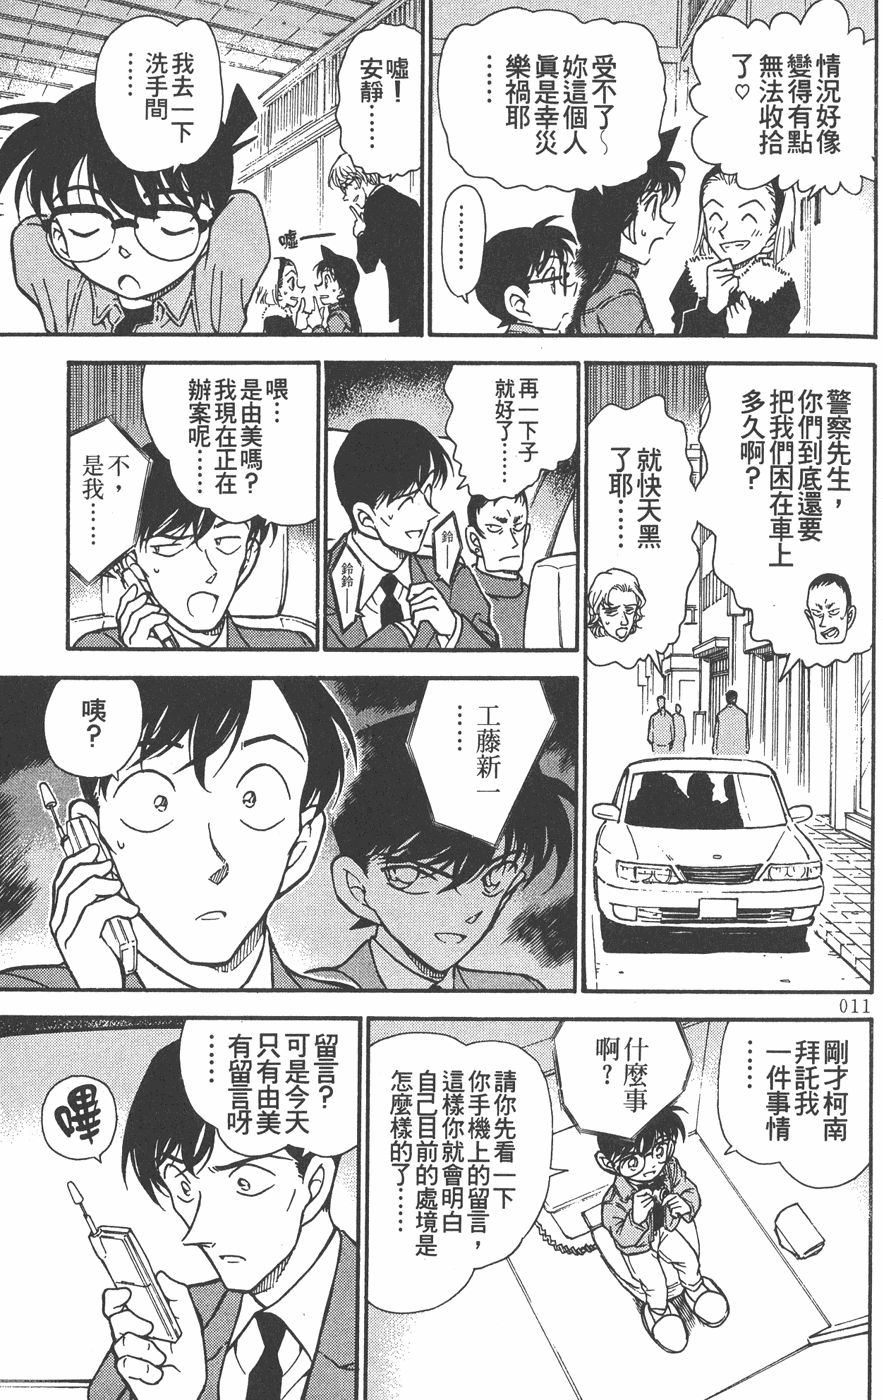 情況好像
變得有點
無法收拾
了♡
受不了～
妳這個人
真是幸災
樂禍耶
……
……
噓！
安靜……
噓—
我去一下
洗手間
……
警察先生，
你們到底還要
把我們困在車上
多久啊？
就快天黑
了耶……
再一下子
就好了……
鈴—
鈴鈴—
喂…
是由美嗎？
我現在正在
辦案呢……
不，
是我……
工藤新一
……
咦？
011
剛才柯南
拜託我
一件事情
……
什麼事
啊？
請你先看一下
你手機上的留言，
這樣你就會明白
自己目前的處境是
怎麼樣的了……
留言？
可是今天
只有由美
有留言呀
……
嗶